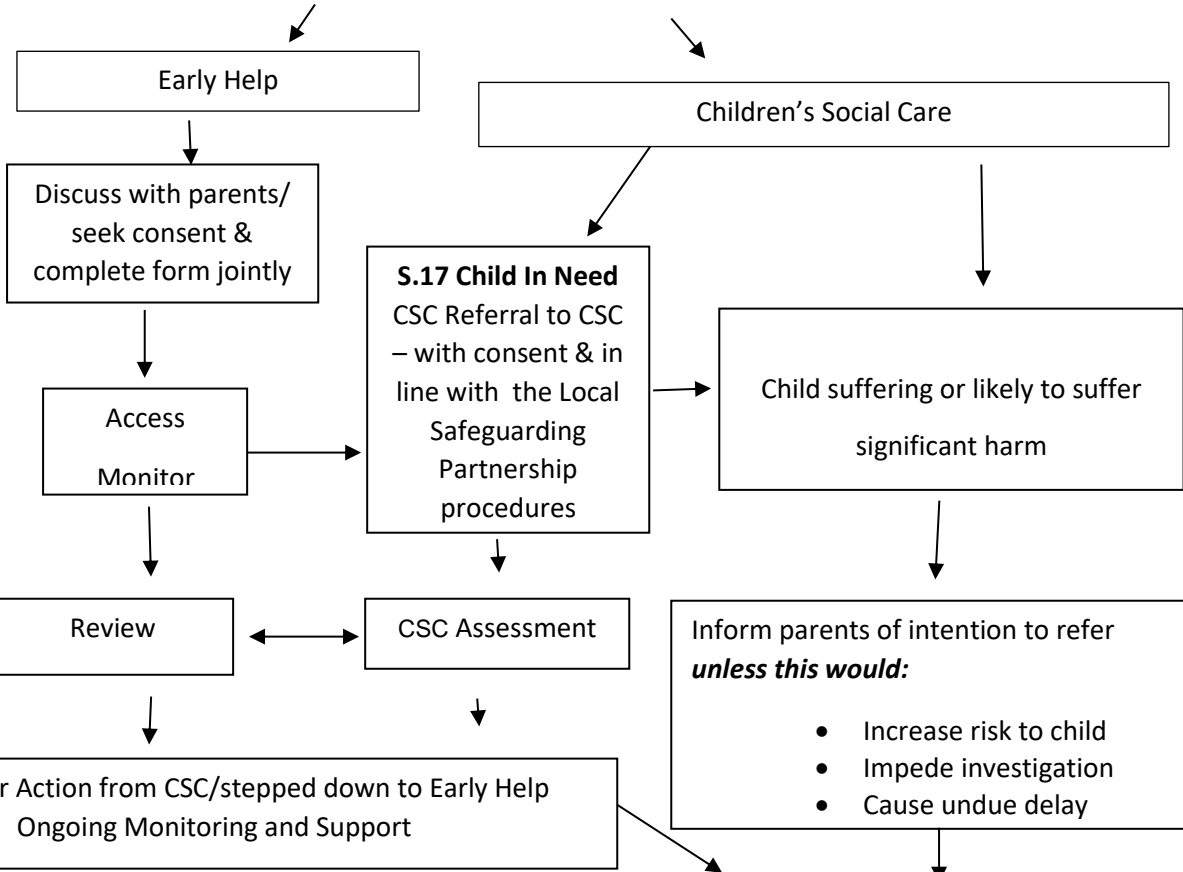 Early Help
Children’s Social Care
Discuss with parents/
seek consent &
complete form jointly
S.17 Child In Need
CSC Referral to CSC
– with consent & in
line with the Local
Safeguarding
Partnership
procedures
Child suffering or likely to suffer
significant harm
Access
Monitor
Review
CSC Assessment
Inform parents of intention to refer
unless this would:
• Increase risk to child
• Impede investigation
• Cause undue delay
Action from CSC/stepped down to Early Help
Ongoing Monitoring and Support